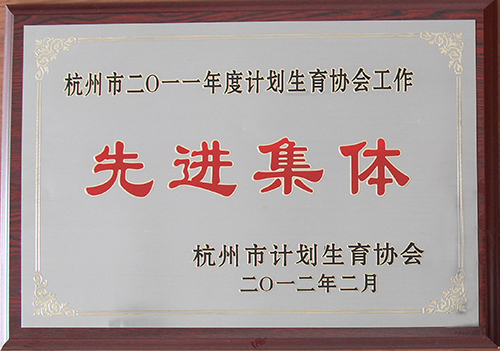 杭州市二〇一一年度计划生育协会工作
先进集体
杭州市计划生育协会
二〇一二年二月